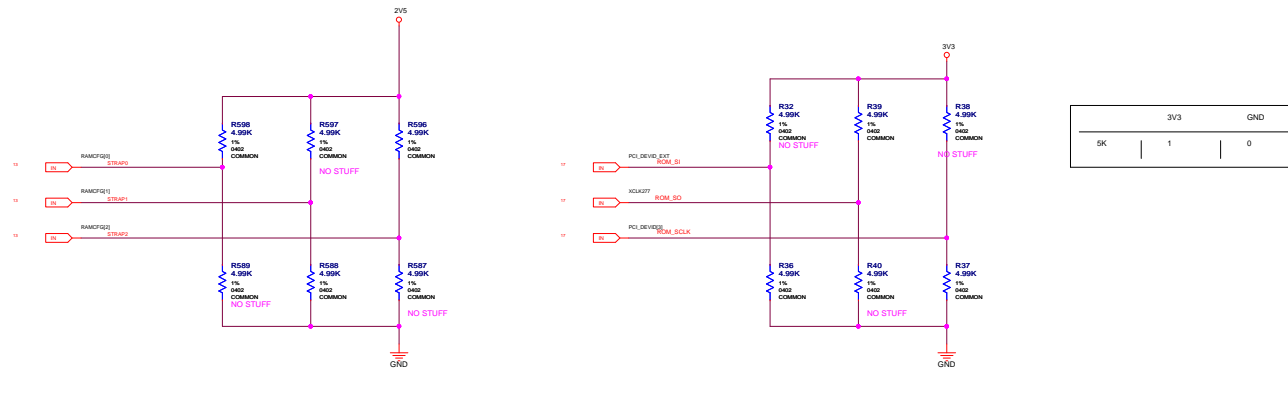 2V5
R598
4.99K
1%
0402
COMMON
R597
4.99K
1%
0402
COMMON
NO STUFF
R596
4.99K
1%
0402
COMMON
RAMCFG[0]
STRAP0
IN
RAMCFG[1]
STRAP1
IN
RAMCFG[2]
STRAP2
IN
R589
4.99K
1%
0402
COMMON
NO STUFF
R588
4.99K
1%
0402
COMMON
R587
4.99K
1%
0402
COMMON
NO STUFF
GND
3V3
R32
4.99K
1%
0402
COMMON
NO STUFF
R39
4.99K
1%
0402
COMMON
R38
4.99K
1%
0402
COMMON
NO STUFF
PCI_DEVID_EXT
ROM_SI
IN
XCLK277
ROM_SO
IN
ROM_SCLK
IN
R36
4.99K
1%
0402
COMMON
R40
4.99K
1%
0402
COMMON
NO STUFF
R37
4.99K
1%
0402
COMMON
GND
3V3 GND
5K 1 0